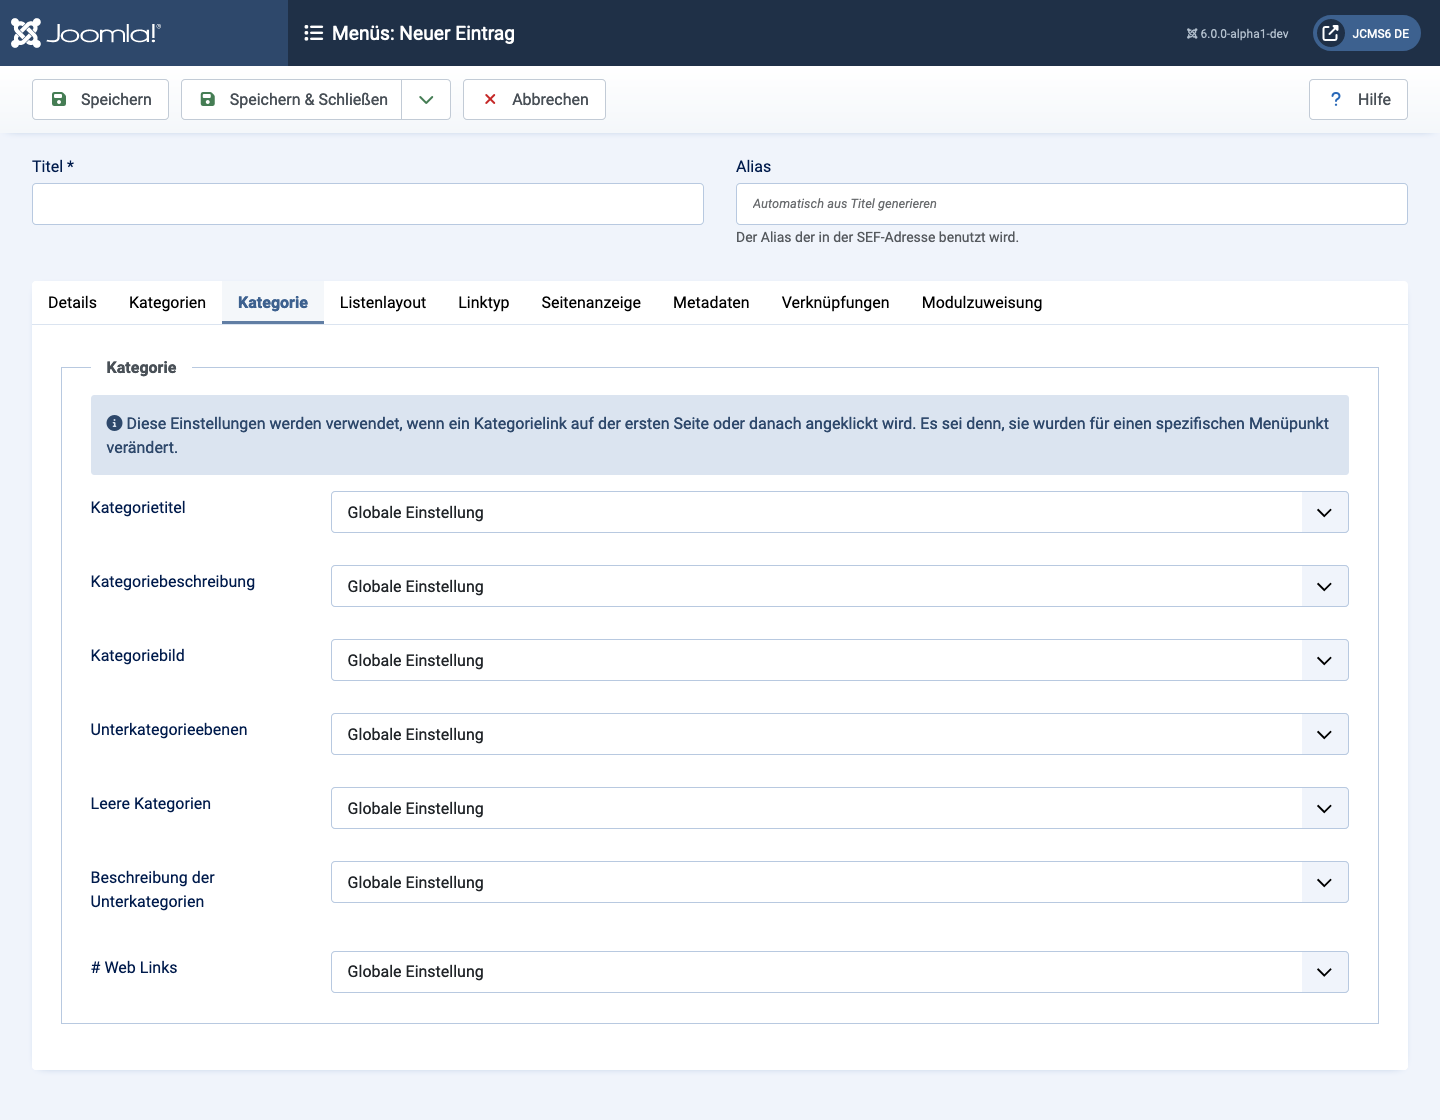 Joomla!®
Menüs: Neuer Eintrag
6.0.0-alpha1-dev
JCMS6 DE
Speichern
Speichern & Schließen
Abbrechen
? Hilfe
Titel *
Alias
Automatisch aus Titel generieren
Der Alias der in der SEF-Adresse benutzt wird.
Details Kategorien Kategorie Listenlayout Linktyp Seitenanzeige Metadaten Verknüpfungen Modulzuweisung
Kategorie
Diese Einstellungen werden verwendet, wenn ein Kategorielink auf der ersten Seite oder danach angeklickt wird. Es sei denn, sie wurden für einen spezifischen Menüpunkt
verändert.
Kategorietitel
Globale Einstellung
Kategoriebeschreibung
Globale Einstellung
Kategoriebild
Globale Einstellung
Unterkategorieebenen
Globale Einstellung
Leere Kategorien
Globale Einstellung
Beschreibung der
Unterkategorien
Globale Einstellung
# Web Links
Globale Einstellung